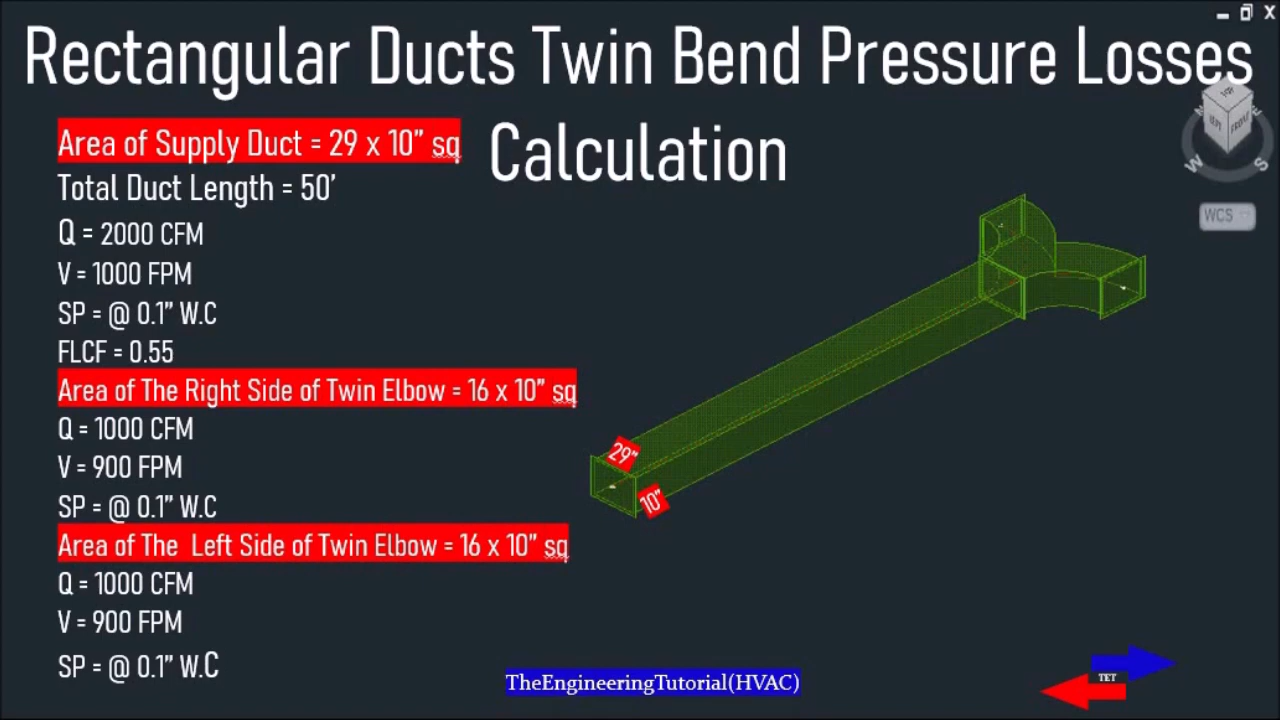 Rectangular Ducts Twin Bend Pressure Losses
Calculation
Area of Supply Duct = 29 x 10” sq
Total Duct Length = 50’
Q = 2000 CFM
V = 1000 FPM
SP = @ 0.1” W.C
FLCF = 0.55
Area of The Right Side of Twin Elbow = 16 x 10” sq
Q = 1000 CFM
V = 900 FPM
SP = @ 0.1” W.C
Area of The Left Side of Twin Elbow = 16 x 10” sq
Q = 1000 CFM
V = 900 FPM
SP = @ 0.1” W.C
29”
10”
TOP
LEFT
FRONT
N
E
W
S
WCS
TheEngineeringTutorial(HVAC)
TET